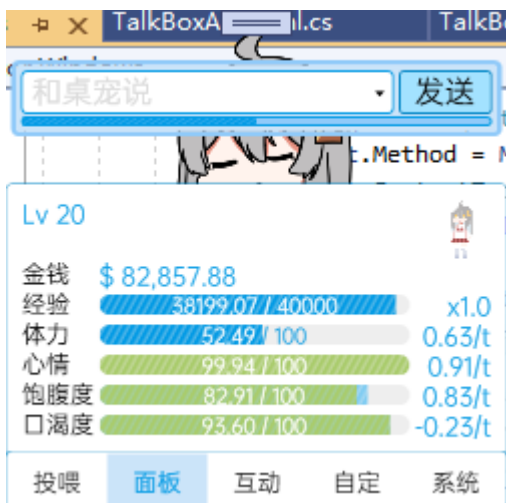 TalkBoxA
l.cs
TalkB
和桌宠说
发送
t.Method =
Lv 20
金钱 $ 82,857.88
经验 38199.07 / 40000 x1.0
体力 52.49 / 100 0.63/t
心情 99.94 / 100 0.91/t
饱腹度 82.91 / 100 0.83/t
口渴度 93.60 / 100 -0.23/t
投喂 面板 互动 自定 系统